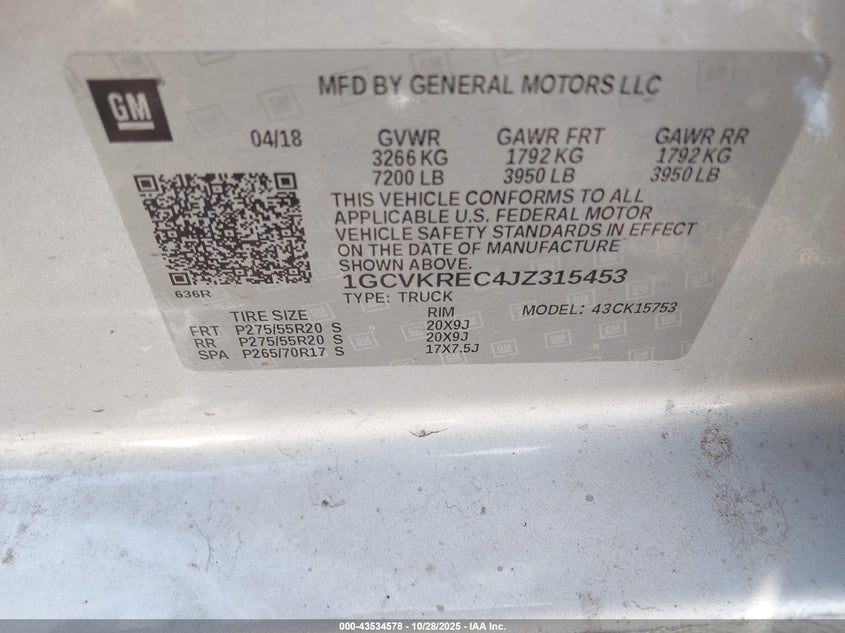 GM
MFD BY GENERAL MOTORS LLC
04/18 GVWR GAWR FRT GAWR RR
3266 KG 1792 KG 1792 KG
7200 LB 3950 LB 3950 LB
THIS VEHICLE CONFORMS TO ALL
APPLICABLE U.S. FEDERAL MOTOR
VEHICLE SAFETY STANDARDS IN EFFECT
ON THE DATE OF MANUFACTURE
SHOWN ABOVE.
1GCVKREC4JZ315453
636R
TYPE: TRUCK
MODEL: 43CK15753
TIRE SIZE RIM
FRT P275/55R20 S 20X9J
RR P275/55R20 S 20X9J
SPA P265/70R17 S 17X7.5J
000-43534578 - 10/28/2025 - IAA Inc.